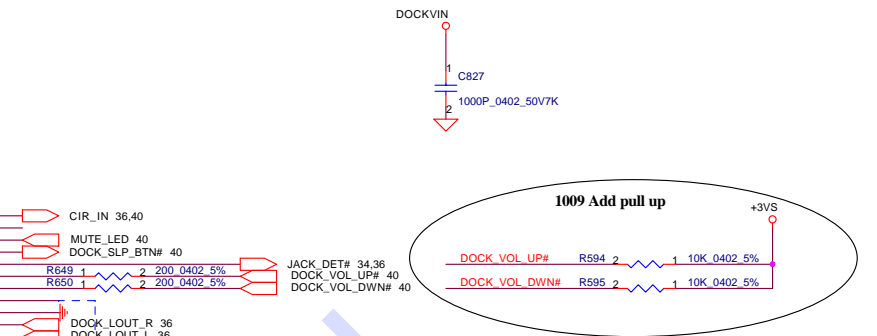 DOCKVIN
1
C827
1000P_0402_50V7K
2
1009 Add pull up
+3VS
CIR_IN 36,40
MUTE_LED 40
DOCK_SLP_BTN# 40
JACK_DET# 34,36
R649 1 2 200_0402_5% DOCK_VOL_UP# 40
R650 1 2 200_0402_5% DOCK_VOL_DWN# 40
DOCK_VOL_UP# R594 2 1 10K_0402_5%
DOCK_VOL_DWN# R595 2 1 10K_0402_5%
DOCK_LOUT_R 36
DOCK_LOUT_L 36